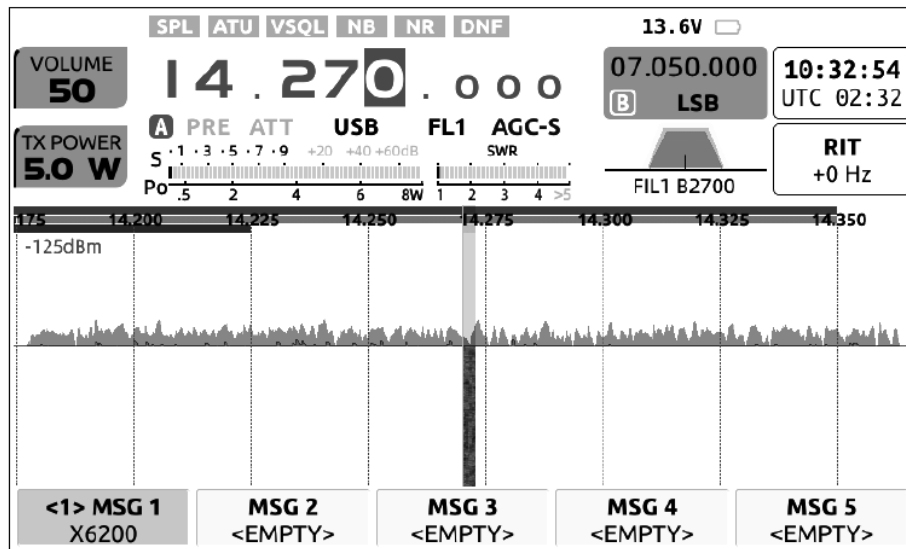 SPL ATU VSQL NB NR DNF 13.6V
VOLUME
50
14.270.000
07.050.000
B LSB
10:32:54
UTC 02:32
A PRE ATT USB FL1 AGC-S
TX POWER
5.0 W
S ·1 ·3 ·5 ·7 ·9 +20 +40 +60dB SWR
Po .5 2 4 6 8W 1 2 3 4 >5
FIL1 B2700
RIT
+0 Hz
175 14.200 14.225 14.250 14.275 14.300 14.325 14.350
-125dBm
<1> MSG 1 MSG 2 MSG 3 MSG 4 MSG 5
X6200 <EMPTY> <EMPTY> <EMPTY> <EMPTY>